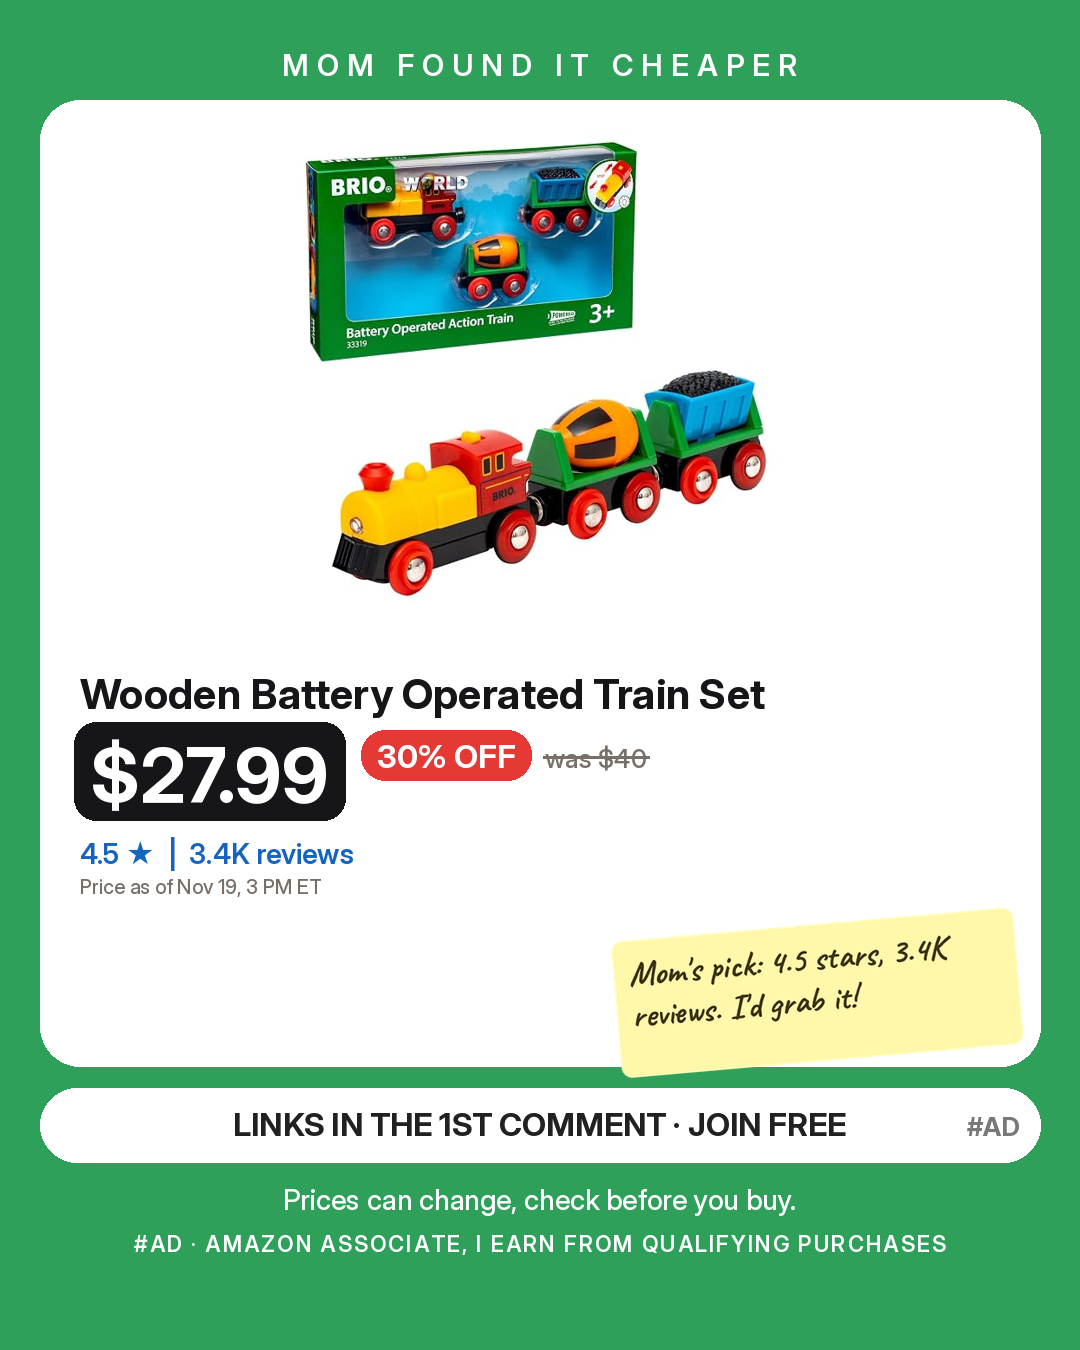 MOM FOUND IT CHEAPER
BRIO® WORLD
Battery Operated Action Train
33319
3+
BRIO
Wooden Battery Operated Train Set
$27.99
30% OFF
was $40
4.5 ★ | 3.4K reviews
Price as of Nov 19, 3 PM ET
Mom's pick: 4.5 stars, 3.4K
reviews. I'd grab it!
LINKS IN THE 1ST COMMENT · JOIN FREE
#AD
Prices can change, check before you buy.
#AD · AMAZON ASSOCIATE, I EARN FROM QUALIFYING PURCHASES